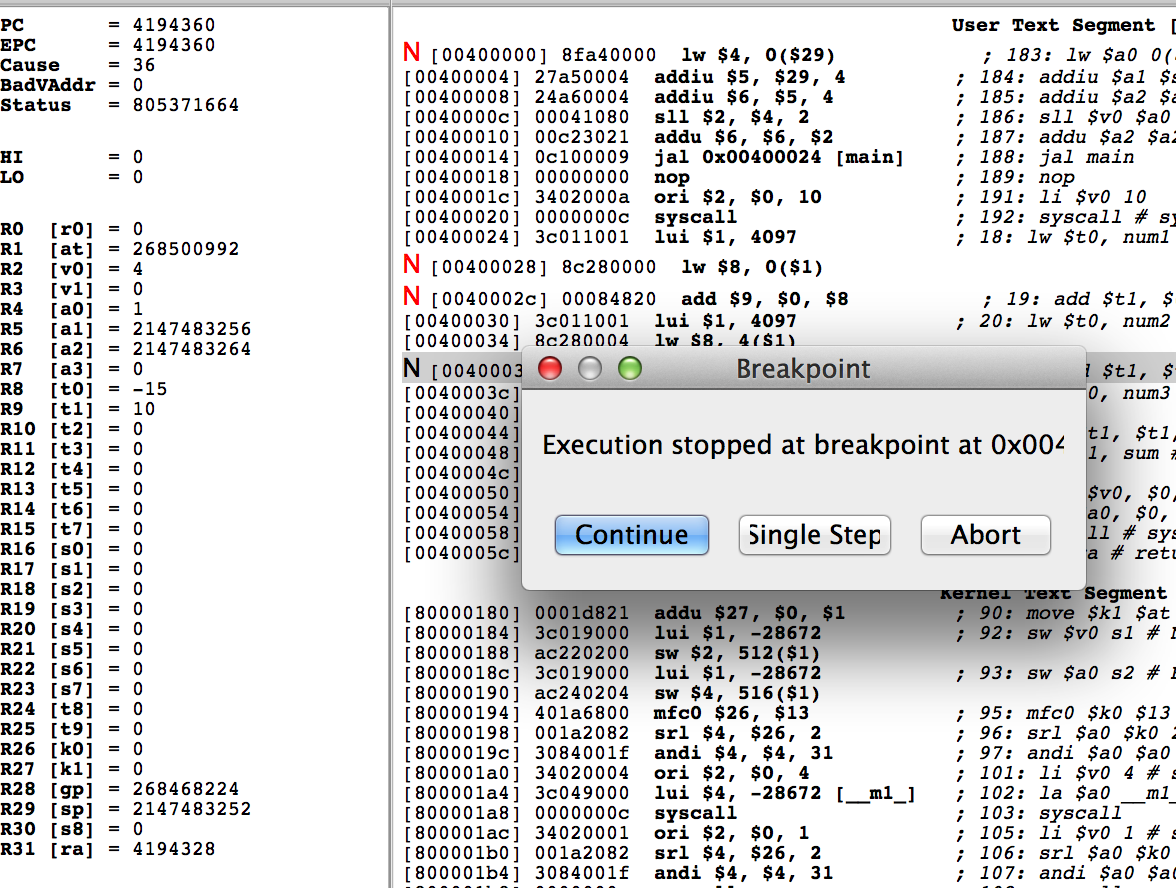 PC = 4194360
EPC = 4194360
Cause = 36
BadVAddr = 0
Status = 805371664
HI = 0
LO = 0
R0 [r0] = 0
R1 [at] = 268500992
R2 [v0] = 4
R3 [v1] = 0
R4 [a0] = 1
R5 [a1] = 2147483256
R6 [a2] = 2147483264
R7 [a3] = 0
R8 [t0] = -15
R9 [t1] = 10
R10 [t2] = 0
R11 [t3] = 0
R12 [t4] = 0
R13 [t5] = 0
R14 [t6] = 0
R15 [t7] = 0
R16 [s0] = 0
R17 [s1] = 0
R18 [s2] = 0
R19 [s3] = 0
R20 [s4] = 0
R21 [s5] = 0
R22 [s6] = 0
R23 [s7] = 0
R24 [t8] = 0
R25 [t9] = 0
R26 [k0] = 0
R27 [k1] = 0
R28 [gp] = 268468224
R29 [sp] = 2147483252
R30 [s8] = 0
R31 [ra] = 4194328
User Text Segment [
N [00400000] 8fa40000 lw $4, 0($29) ; 183: lw $a0 0(
[00400004] 27a50004 addiu $5, $29, 4 ; 184: addiu $a1
[00400008] 24a60004 addiu $6, $5, 4 ; 185: addiu $a2
[0040000c] 00041080 sll $2, $4, 2 ; 186: sll $v0 $a0
[00400010] 00c23021 addu $6, $6, $2 ; 187: addu $a2
[00400014] 0c100009 jal 0x00400024 [main] ; 188: jal main
[00400018] 00000000 nop ; 189: nop
[0040001c] 3402000a ori $2, $0, 10 ; 191: li $v0 10
[00400020] 0000000c syscall ; 192: syscall #
[00400024] 3c011001 lui $1, 4097 ; 18: lw $t0, num1
N [00400028] 8c280000 lw $8, 0($1)
N [0040002c] 00084820 add $9, $0, $8 ; 19: add $t1,
[00400030] 3c011001 lui $1, 4097 ; 20: lw $t0, num2
[00400034] 8c280004 lw $8, 4($1)
N [0040003 $t1,
[0040003c] 0, num3
[00400040]
[00400044] t1, $t1,
[00400048] 1, sum
[0040004c]
[00400050] $v0, $0,
[00400054] a0, $0,
[00400058] ll # sys
[0040005c] a # retu
Breakpoint
Execution stopped at breakpoint at 0x004
Continue Single Step Abort
Kernel Text Segment
[80000180] 0001d821 addu $27, $0, $1 ; 90: move $k1 $at
[80000184] 3c019000 lui $1, -28672 ; 92: sw $v0 s1 #
[80000188] ac220200 sw $2, 512($1)
[8000018c] 3c019000 lui $1, -28672 ; 93: sw $a0 s2 #
[80000190] ac240204 sw $4, 516($1)
[80000194] 401a6800 mfc0 $26, $13 ; 95: mfc0 $k0 $13
[80000198] 001a2082 srl $4, $26, 2 ; 96: srl $a0 $k0
[8000019c] 3084001f andi $4, $4, 31 ; 97: andi $a0 $a0
[800001a0] 34020004 ori $2, $0, 4 ; 101: li $v0 4 #
[800001a4] 3c049000 lui $4, -28672 [__m1_] ; 102: la $a0 __m1_
[800001a8] 0000000c syscall ; 103: syscall
[800001ac] 34020001 ori $2, $0, 1 ; 105: li $v0 1 #
[800001b0] 001a2082 srl $4, $26, 2 ; 106: srl $a0 $k0
[800001b4] 3084001f andi $4, $4, 31 ; 107: andi $a0